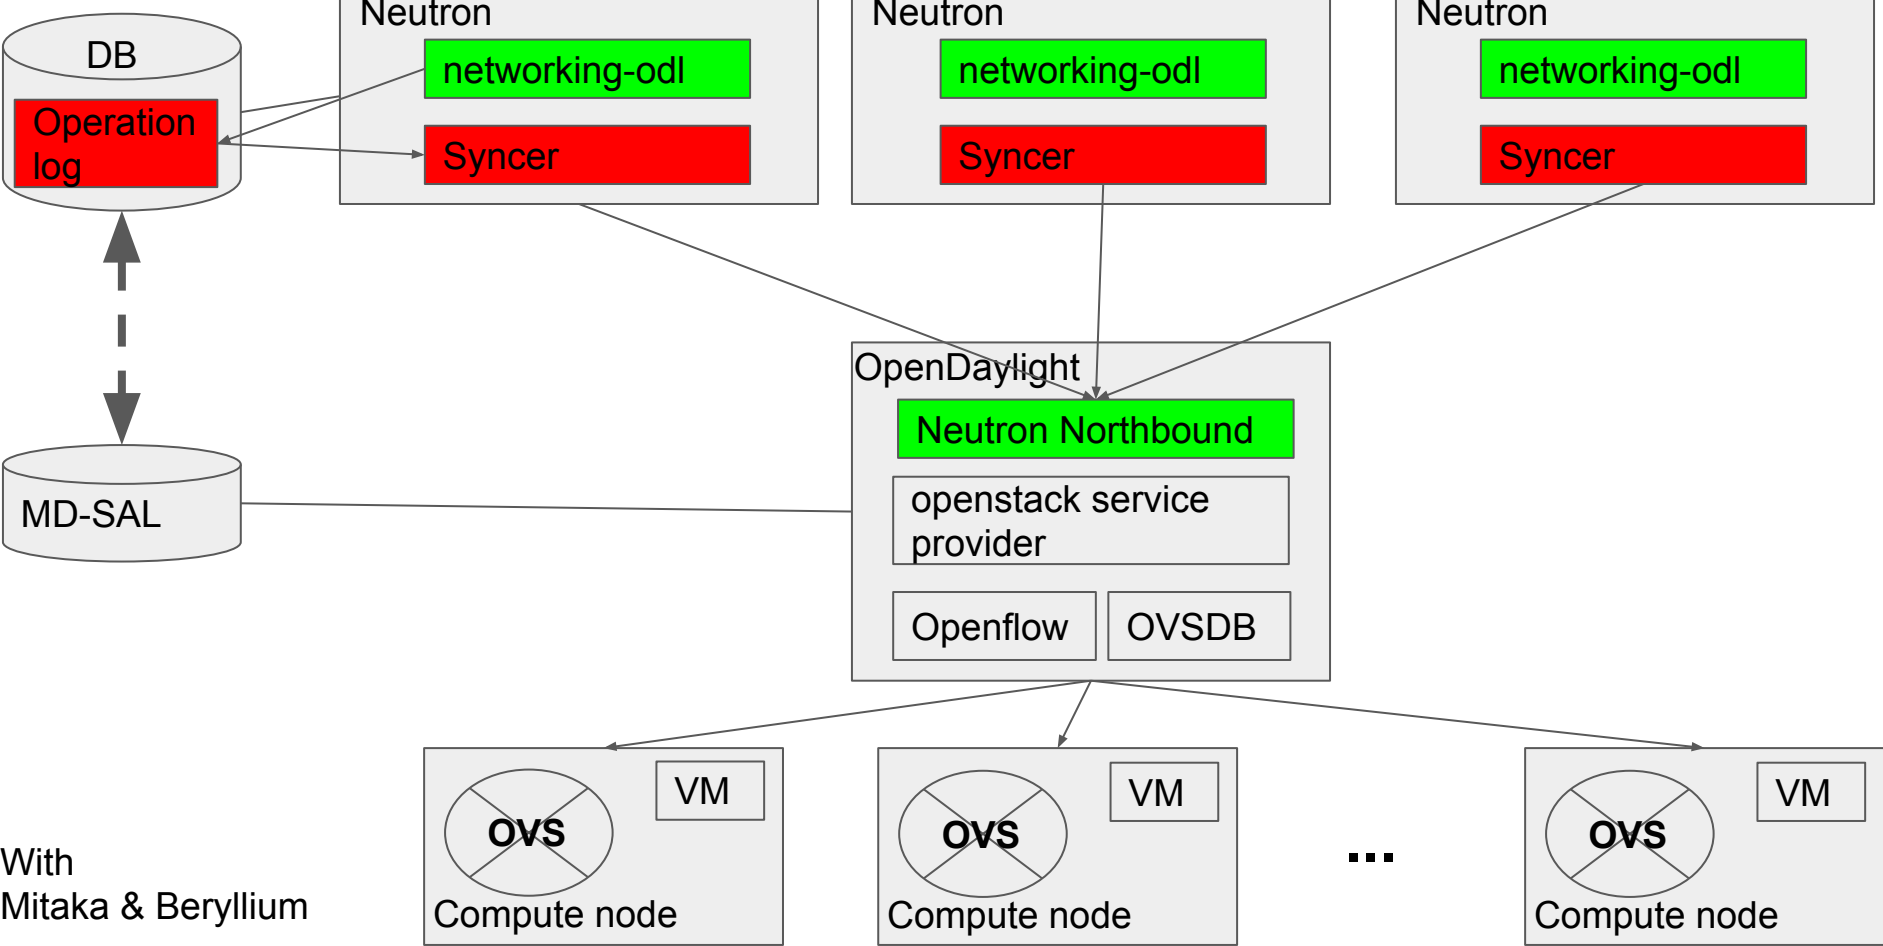 Neutron
Neutron
Neutron
DB
networking-odl
networking-odl
networking-odl
Operation
log
Syncer
Syncer
Syncer
OpenDaylight
Neutron Northbound
openstack service
provider
MD-SAL
Openflow
OVSDB
VM
VM
VM
OVS
OVS
OVS
...
With
Mitaka & Beryllium
Compute node
Compute node
Compute node